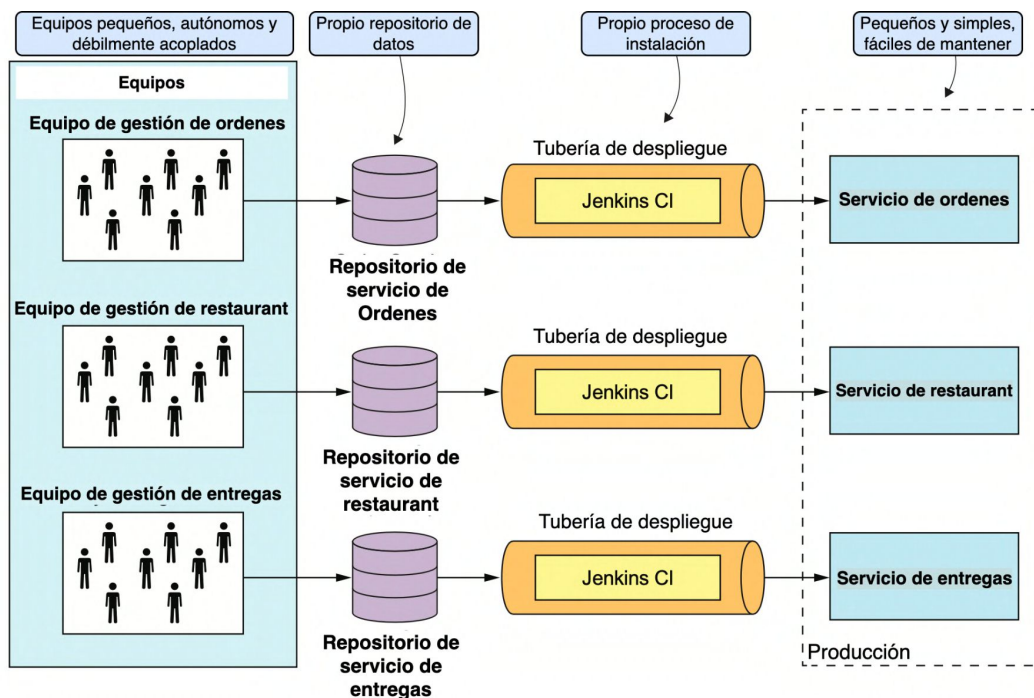 Equipos pequeños, autónomos y
débilmente acoplados
Propio repositorio de
datos
Propio proceso de
instalación
Pequeños y simples,
fáciles de mantener
Equipos
Equipo de gestión de ordenes
Repositorio de
servicio de
Ordenes
Tubería de despliegue
Jenkins CI
Servicio de ordenes
Equipo de gestión de restaurant
Repositorio de
servicio de
restaurant
Tubería de despliegue
Jenkins CI
Servicio de restaurant
Equipo de gestión de entregas
Repositorio de
servicio de
entregas
Tubería de despliegue
Jenkins CI
Servicio de entregas
Producción